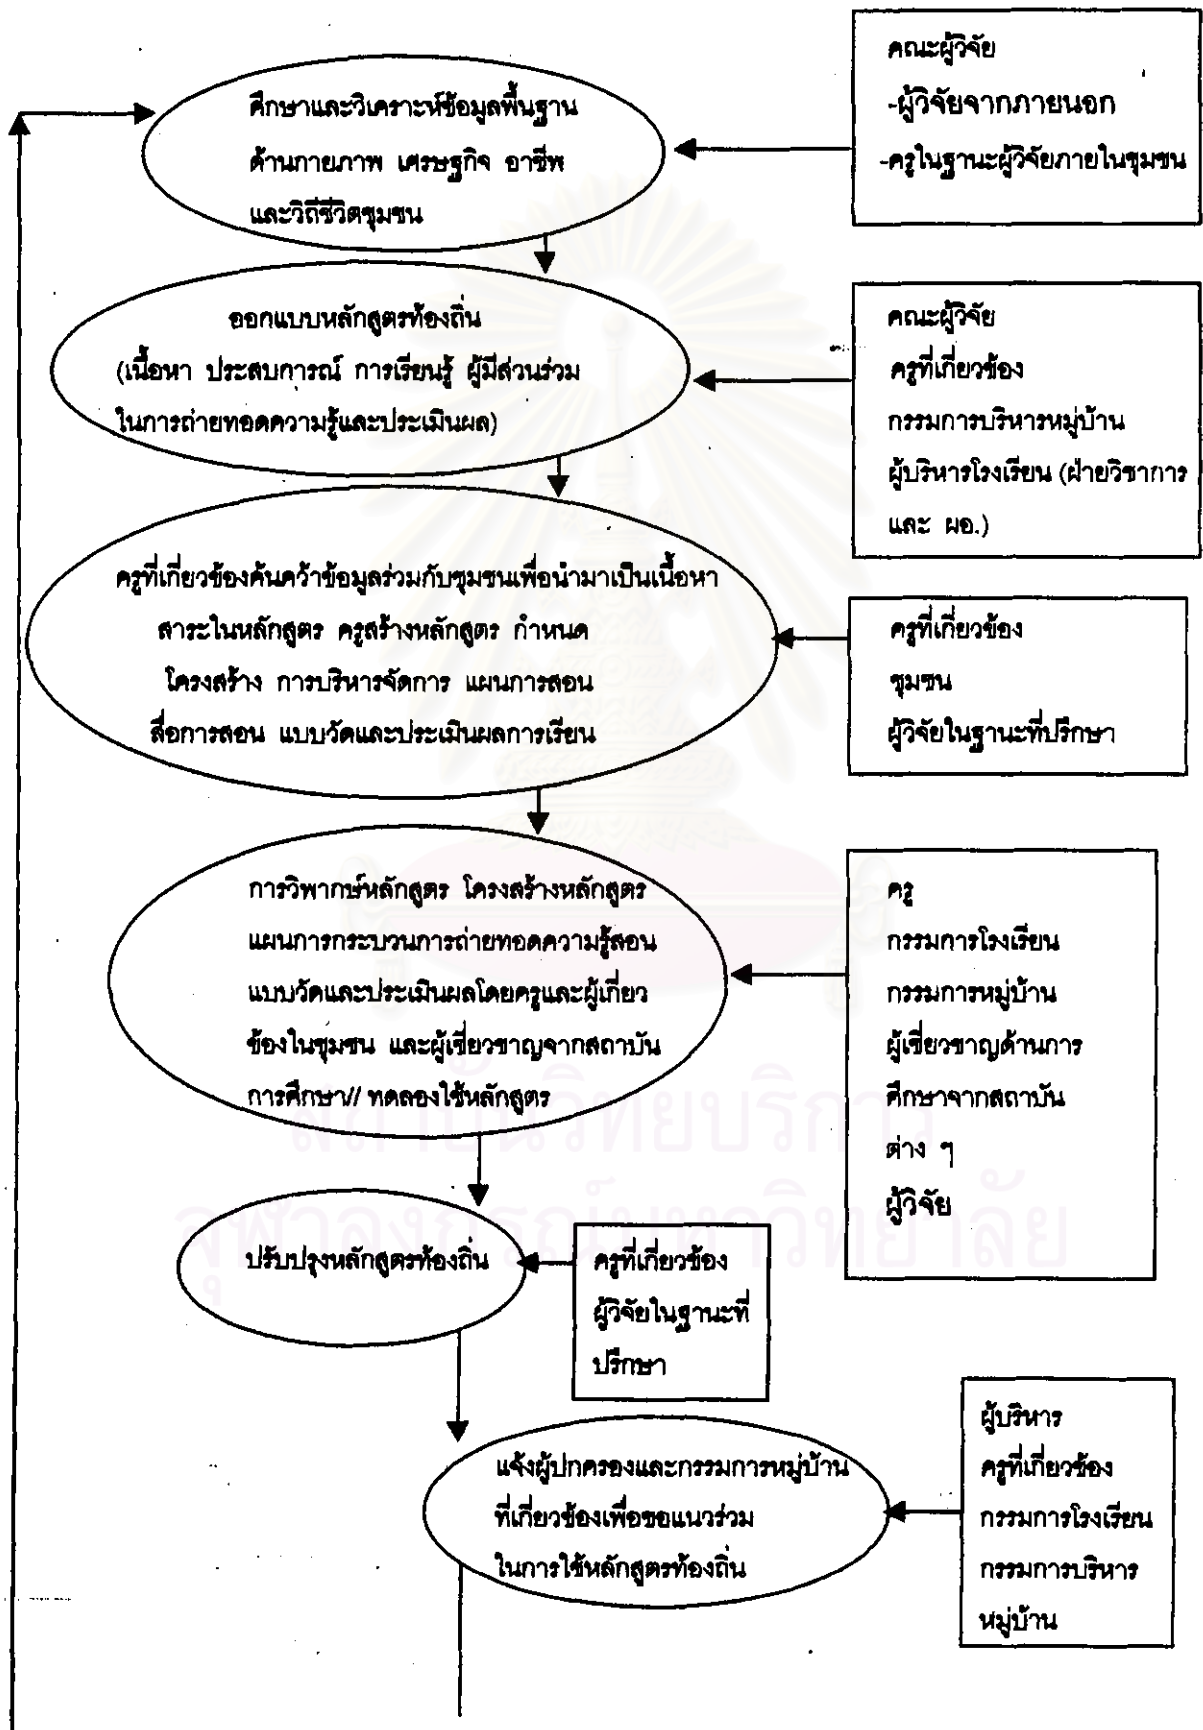 ศึกษาและวิเคราะห์ข้อมูลพื้นฐาน
ด้านกายภาพ เศรษฐกิจ อาชีพ
และวิถีชีวิตชุมชน
คณะผู้วิจัย
-ผู้วิจัยจากภายนอก
-ครูในฐานะผู้วิจัยภายในชุมชน
ออกแบบหลักสูตรท้องถิ่น
(เนื้อหา ประสบการณ์ การเรียนรู้ ผู้มีส่วนร่วม
ในการถ่ายทอดความรู้และประเมินผล)
คณะผู้วิจัย
ครูที่เกี่ยวข้อง
กรรมการบริหารหมู่บ้าน
ผู้บริหารโรงเรียน (ฝ่ายวิชาการ
และ ผอ.)
ครูที่เกี่ยวข้องค้นคว้าข้อมูลร่วมกับชุมชนเพื่อนำมาเป็นเนื้อหา
สาระในหลักสูตร ครูสร้างหลักสูตร กำหนด
โครงสร้าง การบริหารจัดการ แผนการสอน
สื่อการสอน แบบวัดและประเมินผลการเรียน
ครูที่เกี่ยวข้อง
ชุมชน
ผู้วิจัยในฐานะที่ปรึกษา
การวิพากษ์หลักสูตร โครงสร้างหลักสูตร
แผนการกระบวนการถ่ายทอดความรู้สอน
แบบวัดและประเมินผลโดยครูและผู้เกี่ยว
ข้องในชุมชน และผู้เชี่ยวชาญจากสถาบัน
การศึกษา// ทดลองใช้หลักสูตร
ครู
กรรมการโรงเรียน
กรรมการหมู่บ้าน
ผู้เชี่ยวชาญด้านการ
ศึกษาจากสถาบัน
ต่าง ๆ
ผู้วิจัย
สถาบันวิทยบริการ
จุฬาลงกรณ์มหาวิทยาลัย
ปรับปรุงหลักสูตรท้องถิ่น
ครูที่เกี่ยวข้อง
ผู้วิจัยในฐานะที่
ปรึกษา
แจ้งผู้ปกครองและกรรมการหมู่บ้าน
ที่เกี่ยวข้องเพื่อขอแนวร่วม
ในการใช้หลักสูตรท้องถิ่น
ผู้บริหาร
ครูที่เกี่ยวข้อง
กรรมการโรงเรียน
กรรมการบริหาร
หมู่บ้าน